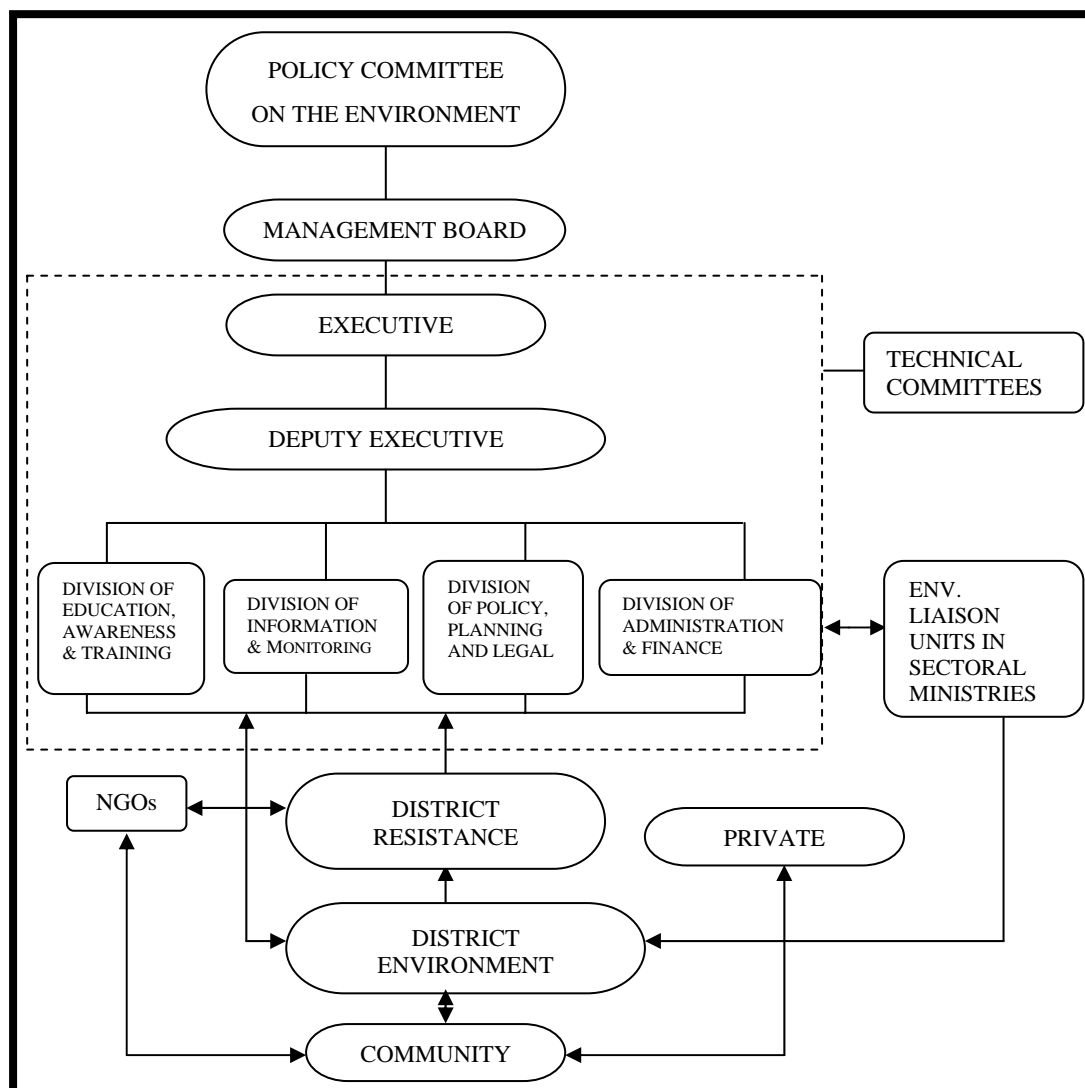 POLICY COMMITTEE
ON THE ENVIRONMENT
MANAGEMENT BOARD
EXECUTIVE
TECHNICAL
COMMITTEES
DEPUTY EXECUTIVE
DIVISION OF
EDUCATION,
AWARENESS
& TRAINING
DIVISION OF
INFORMATION
& MONITORING
DIVISION
OF POLICY,
PLANNING
AND LEGAL
DIVISION OF
ADMINISTRATION
& FINANCE
ENV.
LIAISON
UNITS IN
SECTORAL
MINISTRIES
NGOs
DISTRICT
RESISTANCE
PRIVATE
DISTRICT
ENVIRONMENT
COMMUNITY